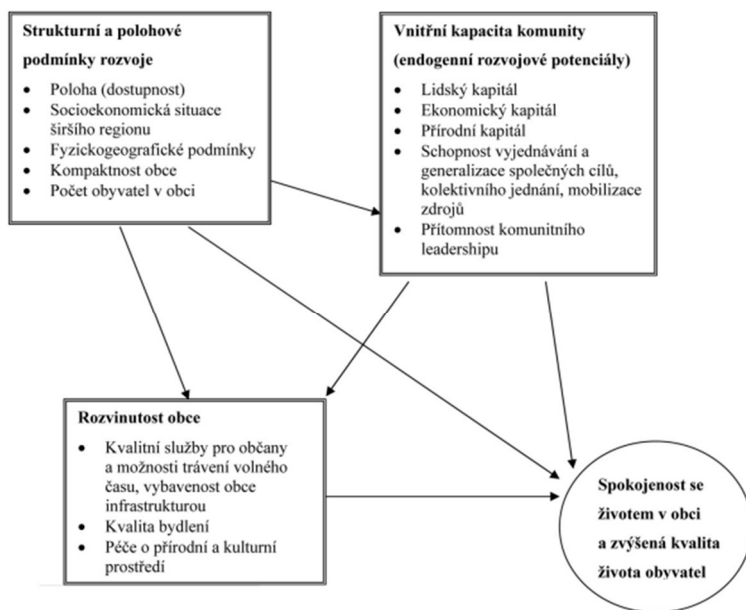 Strukturní a polohové
podmínky rozvoje
• Poloha (dostupnost)
• Socioekonomická situace
širšího regionu
• Fyzickogeografické podmínky
• Kompaktnost obce
• Počet obyvatel v obci
Vnitřní kapacita komunity
(endogenní rozvojové potenciály)
• Lidský kapitál
• Ekonomický kapitál
• Přírodní kapitál
• Schopnost vyjednávání a
generalizace společných cílů,
kolektivního jednání, mobilizace
zdrojů
• Přítomnost komunitního
leadershipu
Rozvinutost obce
• Kvalitní služby pro občany
a možnosti trávení volného
času, vybavenost obce
infrastrukturou
• Kvalita bydlení
• Péče o přírodní a kulturní
prostředí
Spokojenost se
životem v obci
a zvýšená kvalita
života obyvatel